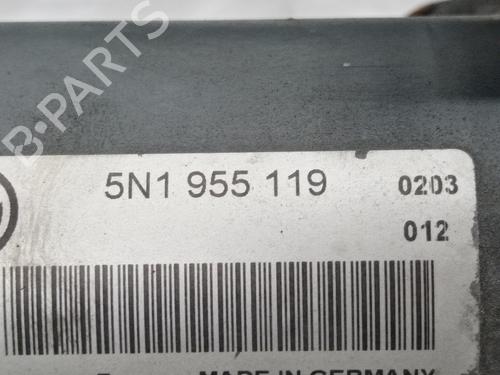 B-PARTS
5N1 955 119 0203
012
MADE IN GERMANY